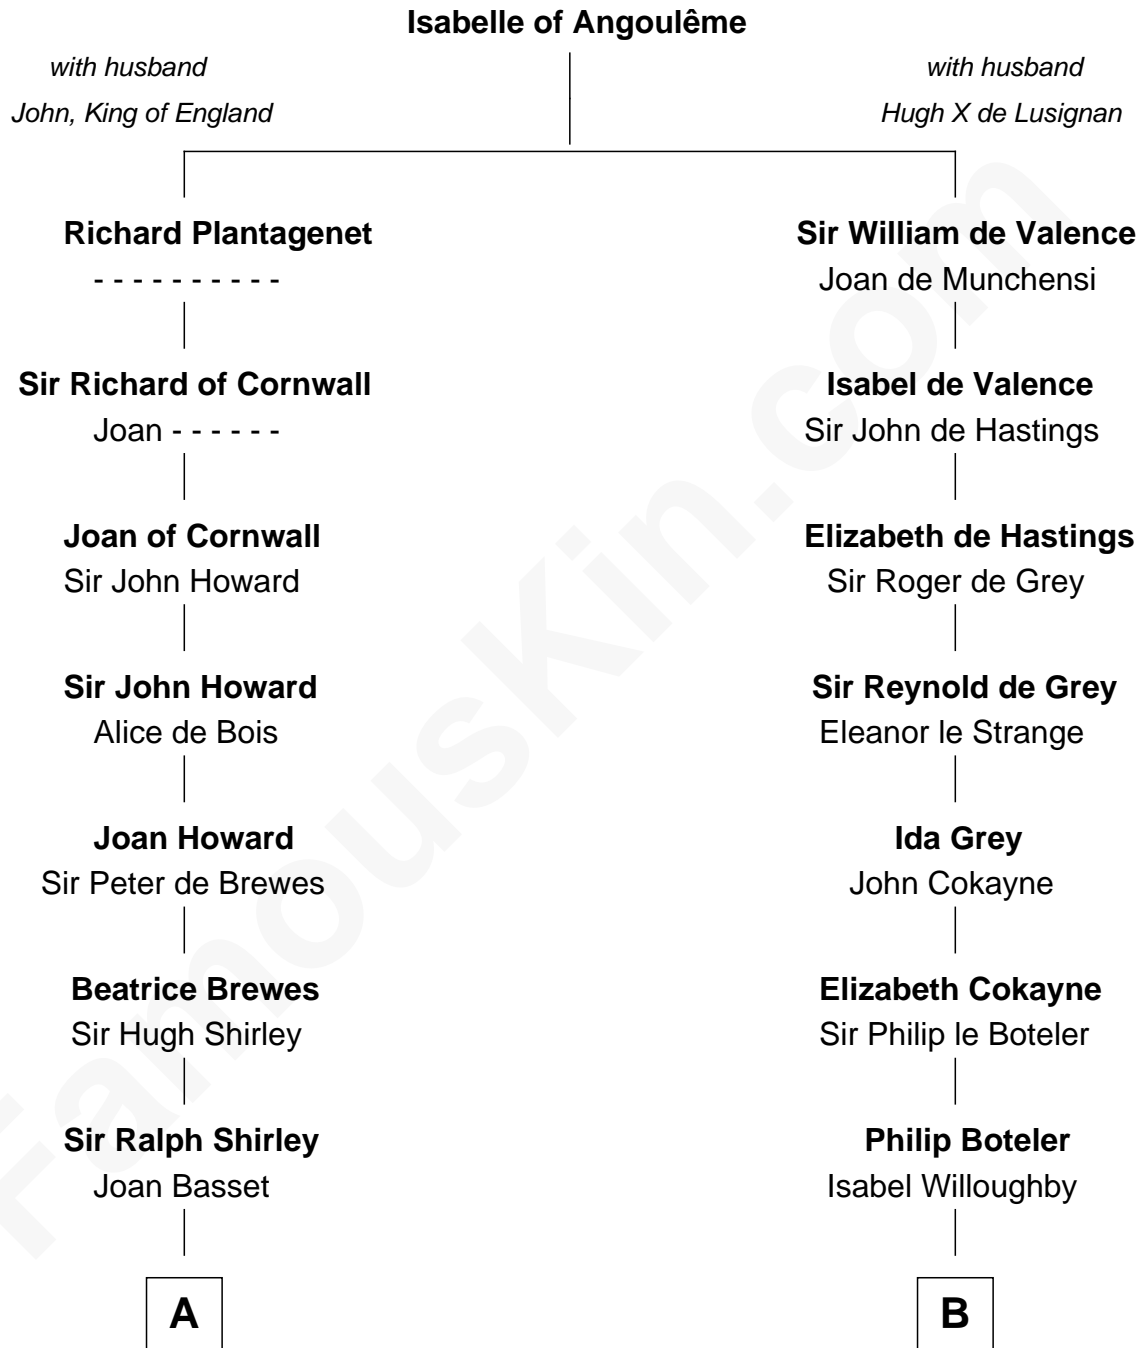 Isabelle of Angoulême
with husband
John, King of England
with husband
Hugh X de Lusignan
Richard Plantagenet
- - - - - - - - - -
Sir William de Valence
Joan de Munchensi
Sir Richard of Cornwall
Joan - - - - - -
Isabel de Valence
Sir John de Hastings
Joan of Cornwall
Sir John Howard
Elizabeth de Hastings
Sir Roger de Grey
Sir John Howard
Alice de Bois
Sir Reynold de Grey
Eleanor le Strange
Joan Howard
Sir Peter de Brewes
Ida Grey
John Cokayne
Beatrice Brewes
Sir Hugh Shirley
Elizabeth Cokayne
Sir Philip le Boteler
Sir Ralph Shirley
Joan Basset
Philip Boteler
Isabel Willoughby
A
B
FamousKin.com